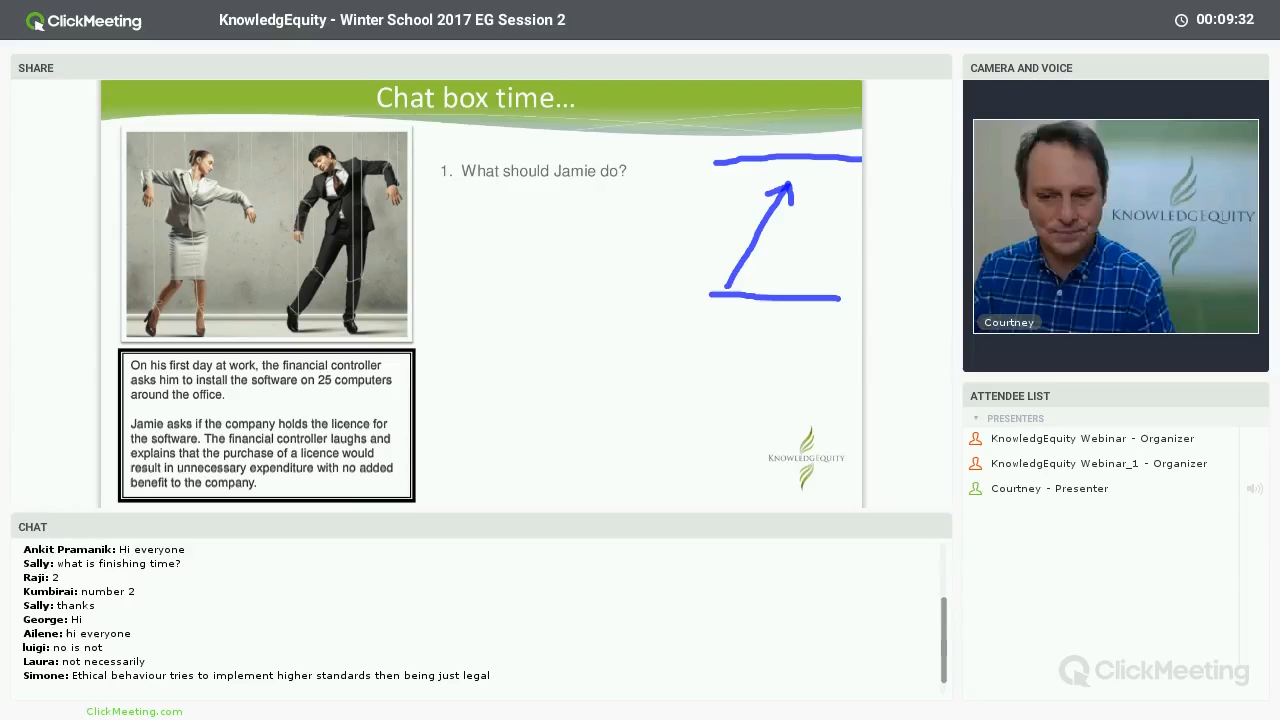 ClickMeeting
KnowledgEquity - Winter School 2017 EG Session 2
00:09:32
SHARE
Chat box time...
1. What should Jamie do?
On his first day at work, the financial controller
asks him to install the software on 25 computers
around the office.
Jamie asks if the company holds the licence for
the software. The financial controller laughs and
explains that the purchase of a licence would
result in unnecessary expenditure with no added
benefit to the company.
KNOWLEDGEQUITY
CAMERA AND VOICE
KNOWLEDGEQUITY
Courtney
ATTENDEE LIST
PRESENTERS
KnowledgEquity Webinar - Organizer
KnowledgEquity Webinar_1 - Organizer
Courtney - Presenter
CHAT
Ankit Pramanik: Hi everyone
Sally: what is finishing time?
Raji: 2
Kumbirai: number 2
Sally: thanks
George: Hi
Ailene: hi everyone
luigi: no is not
Laura: not necessarily
Simone: Ethical behaviour tries to implement higher standards then being just legal
ClickMeeting
ClickMeeting.com